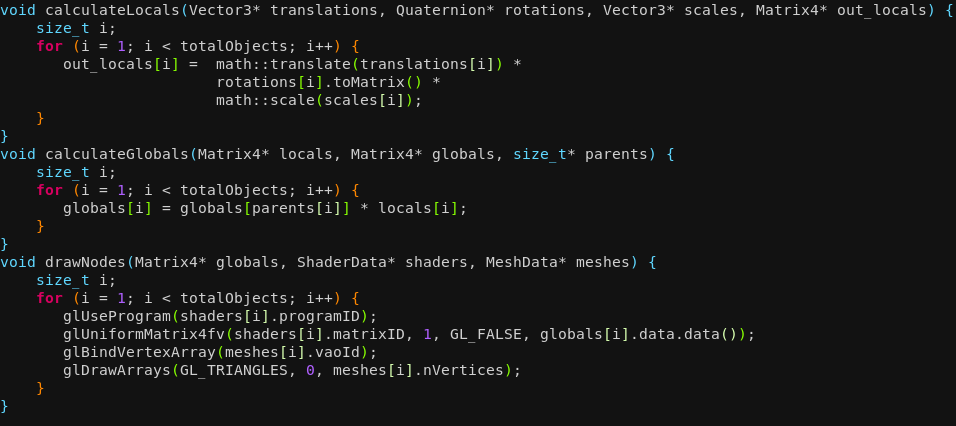 void calculateLocals(Vector3* translations, Quaternion* rotations, Vector3* scales, Matrix4* out_locals) {
    size_t i;
    for (i = 1; i < totalObjects; i++) {
       out_locals[i] =  math::translate(translations[i]) *
                        rotations[i].toMatrix() *
                        math::scale(scales[i]);
    }
}
void calculateGlobals(Matrix4* locals, Matrix4* globals, size_t* parents) {
    size_t i;
    for (i = 1; i < totalObjects; i++) {
       globals[i] = globals[parents[i]] * locals[i];
    }
}
void drawNodes(Matrix4* globals, ShaderData* shaders, MeshData* meshes) {
    size_t i;
    for (i = 1; i < totalObjects; i++) {
       glUseProgram(shaders[i].programID);
       glUniformMatrix4fv(shaders[i].matrixID, 1, GL_FALSE, globals[i].data.data());
       glBindVertexArray(meshes[i].vaoId);
       glDrawArrays(GL_TRIANGLES, 0, meshes[i].nVertices);
    }
}